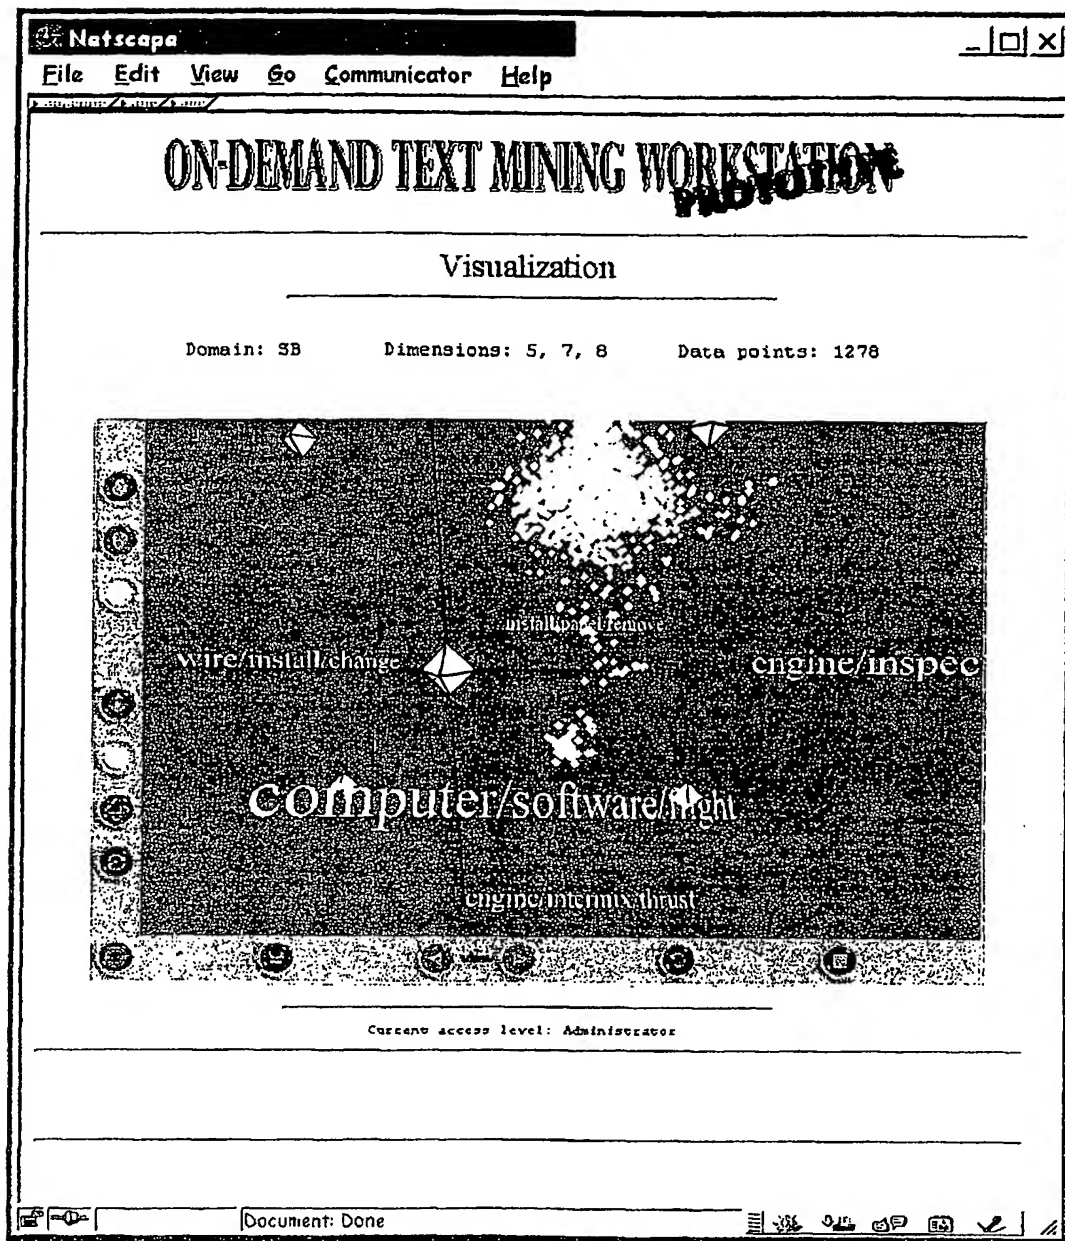 Netscape
File Edit View Go Communicator Help
ON-DEMAND TEXT MINING WORKSTATION
PROTOTYPE
Visualization
Domain: SB Dimensions: 5, 7, 8 Data points: 1278
install/panel/remove
wire/install/change
engine/inspec
computer/software/flight
engine/intermix/thrust
view
Current access level: Administrator
Document: Done